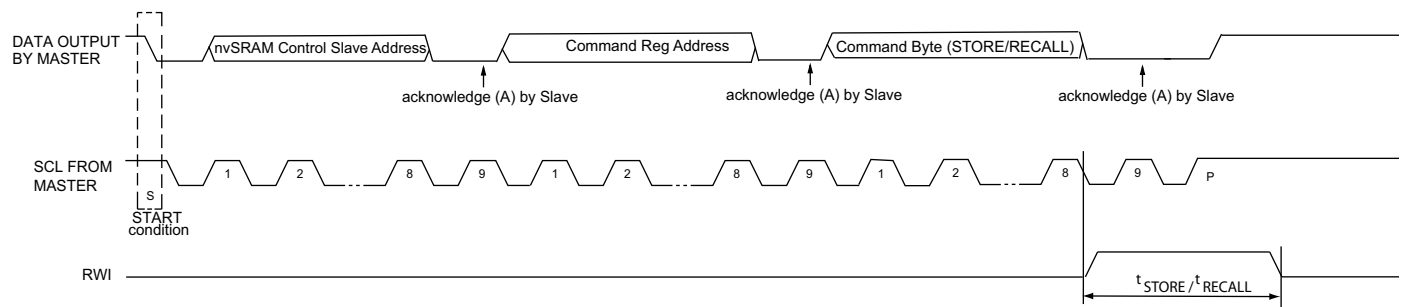 DATA OUTPUT
BY MASTER
nvSRAM Control Slave Address
Command Reg Address
Command Byte (STORE/RECALL)
acknowledge (A) by Slave
acknowledge (A) by Slave
acknowledge (A) by Slave
SCL FROM
MASTER
S
1 2 8 9 1 2 8 9 1 2 8 9 P
START
condition
RWI
tSTORE/tRECALL